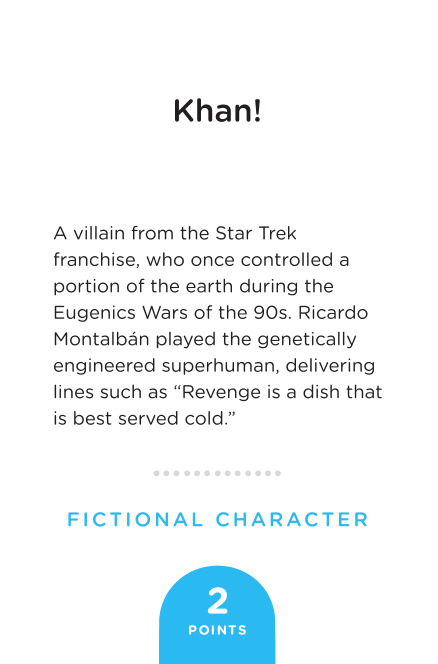 Khan!
A villain from the Star Trek
franchise, who once controlled a
portion of the earth during the
Eugenics Wars of the 90s. Ricardo
Montalbán played the genetically
engineered superhuman, delivering
lines such as “Revenge is a dish that
is best served cold.”
FICTIONAL CHARACTER
2
POINTS